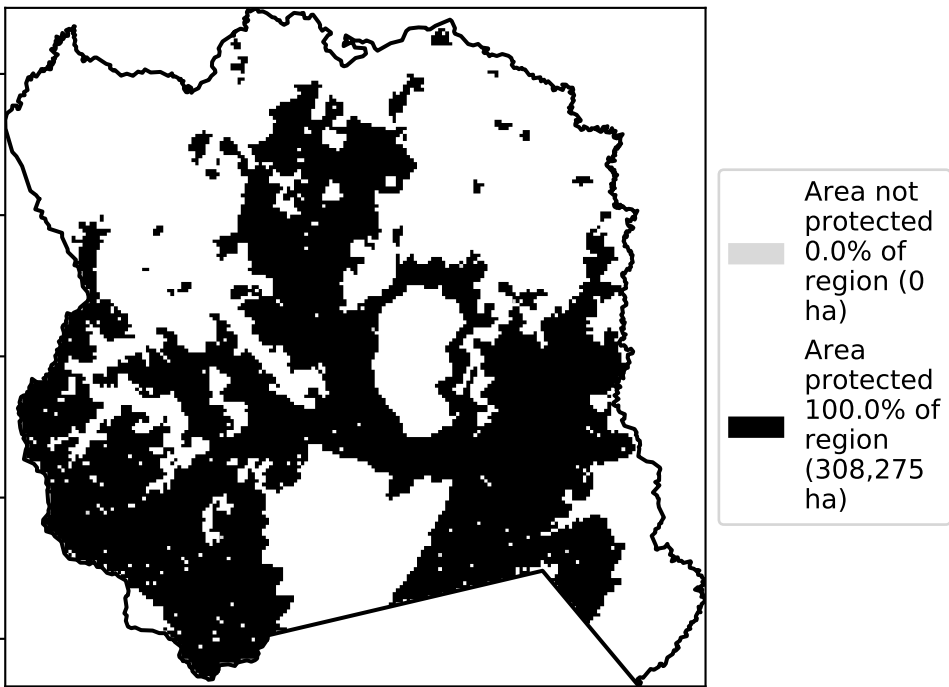 Area not
protected
0.0% of
region (0
ha)
Area
protected
100.0% of
region
(308,275
ha)